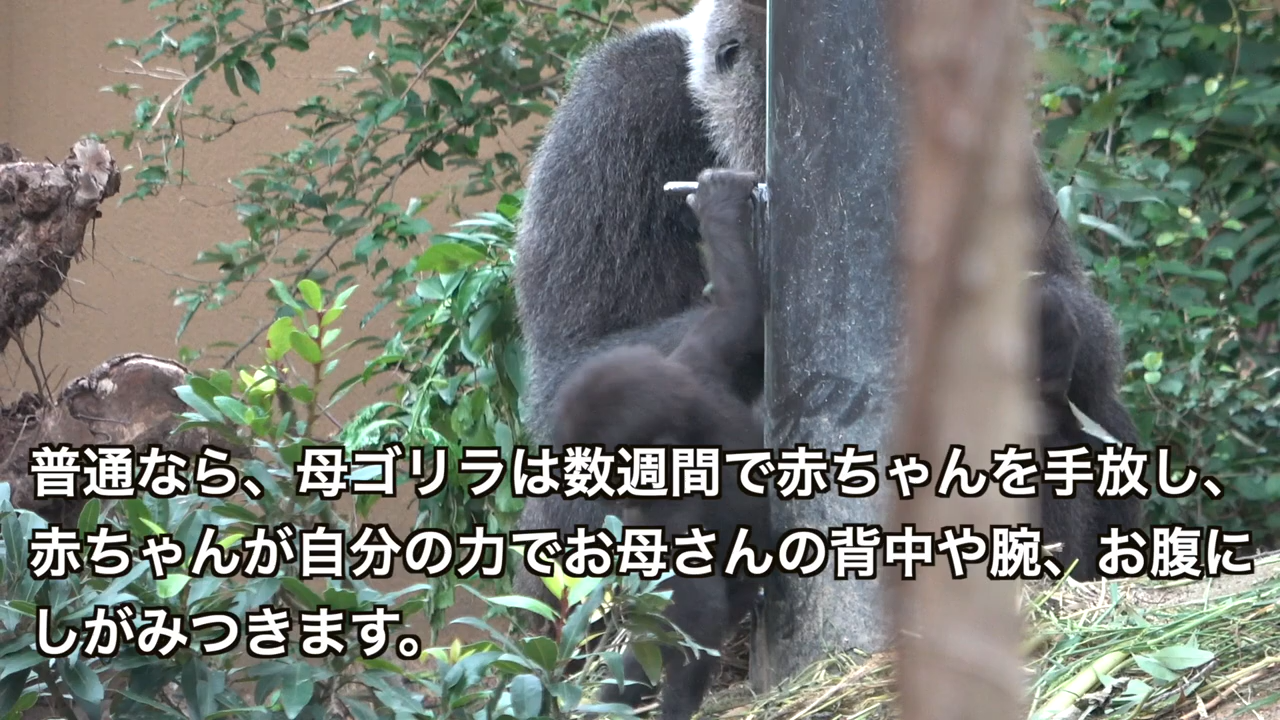 普通なら、母ゴリラは数週間で赤ちゃんを手放し、
赤ちゃんが自分の力でお母さんの背中や腕、お腹に
しがみつきます。